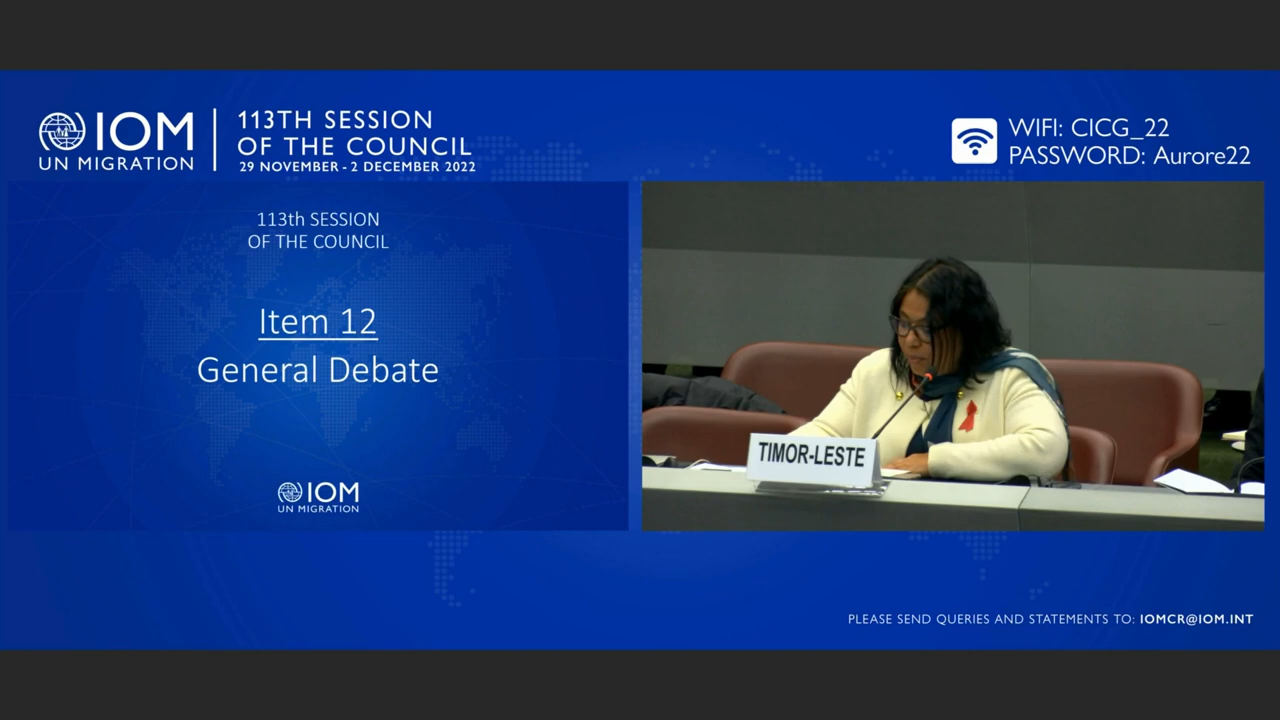 IOM
UN MIGRATION
113TH SESSION
OF THE COUNCIL
29 NOVEMBER - 2 DECEMBER 2022
WIFI: CICG_22
PASSWORD: Aurore22
113th SESSION
OF THE COUNCIL
Item 12
General Debate
IOM
UN MIGRATION
TIMOR-LESTE
PLEASE SEND QUERIES AND STATEMENTS TO: IOMCR@IOM.INT